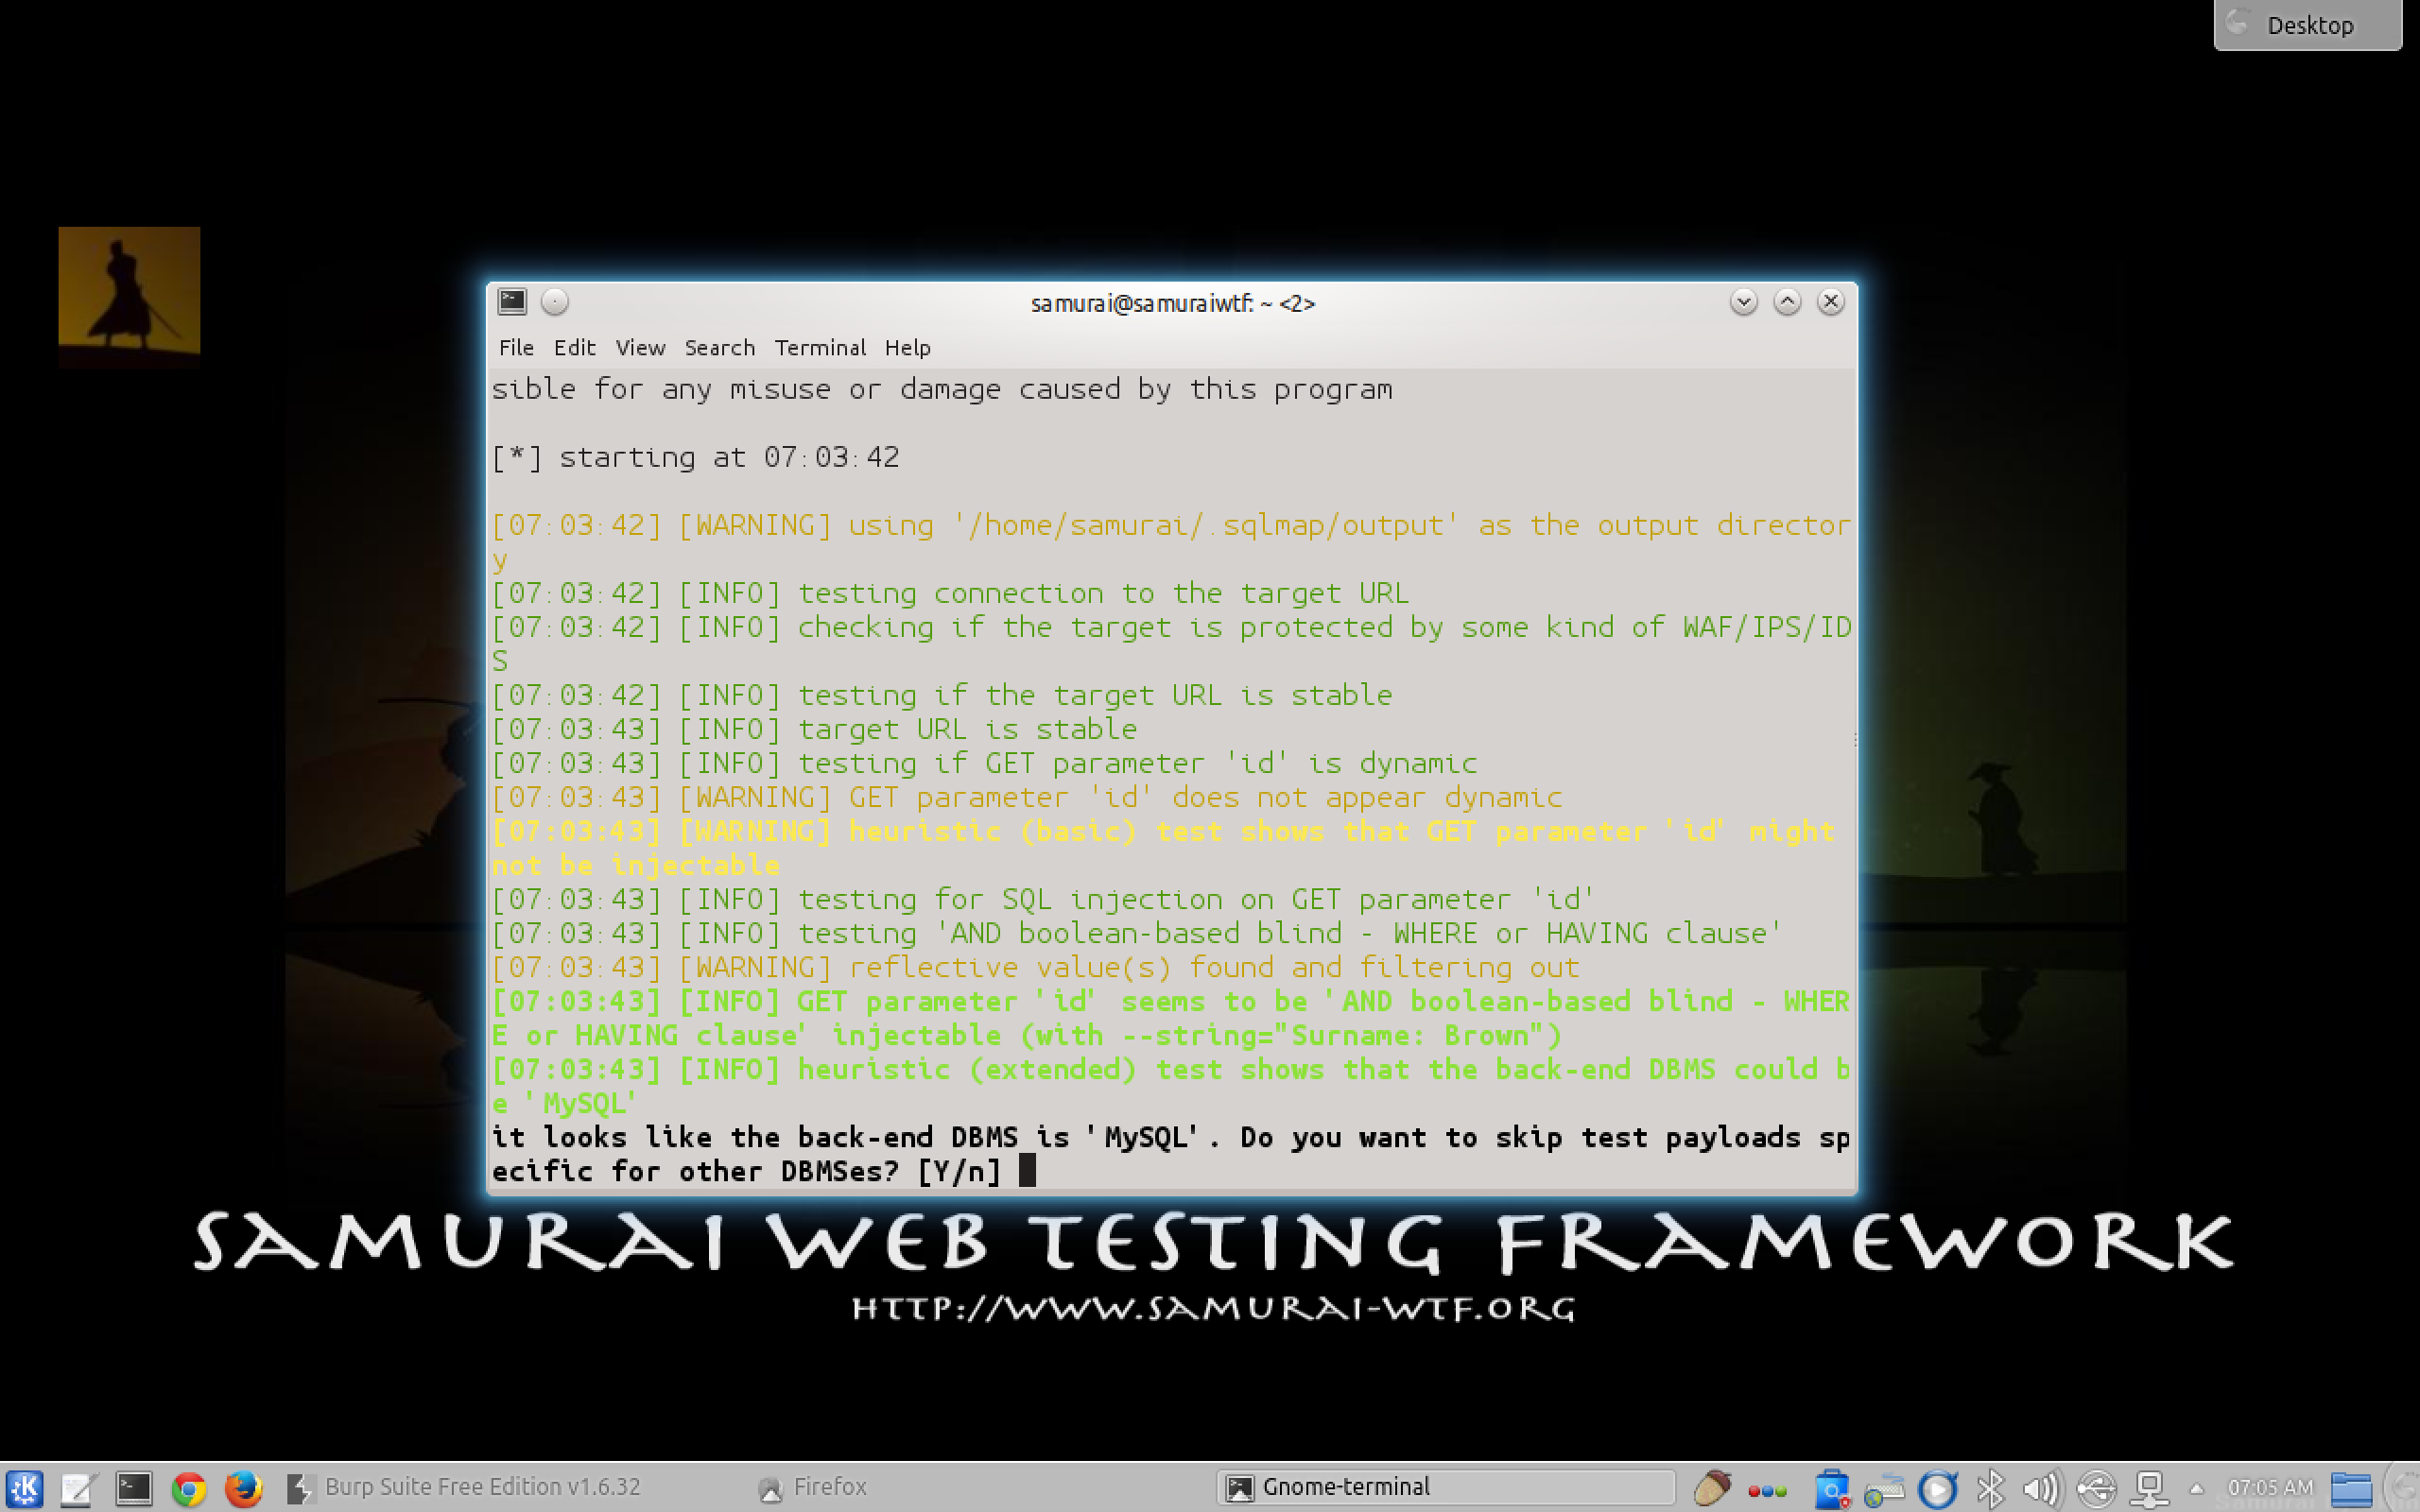 Desktop
samurai@samuraiwtf: ~ <2>
File Edit View Search Terminal Help
sible for any misuse or damage caused by this program
[*] starting at 07:03:42
[07:03:42] [WARNING] using '/home/samurai/.sqlmap/output' as the output director
y
[07:03:42] [INFO] testing connection to the target URL
[07:03:42] [INFO] checking if the target is protected by some kind of WAF/IPS/ID
S
[07:03:42] [INFO] testing if the target URL is stable
[07:03:43] [INFO] target URL is stable
[07:03:43] [INFO] testing if GET parameter 'id' is dynamic
[07:03:43] [WARNING] GET parameter 'id' does not appear dynamic
[07:03:43] [WARNING] heuristic (basic) test shows that GET parameter 'id' might
not be injectable
[07:03:43] [INFO] testing for SQL injection on GET parameter 'id'
[07:03:43] [INFO] testing 'AND boolean-based blind - WHERE or HAVING clause'
[07:03:43] [WARNING] reflective value(s) found and filtering out
[07:03:43] [INFO] GET parameter 'id' seems to be 'AND boolean-based blind - WHER
E or HAVING clause' injectable (with --string="Surname: Brown")
[07:03:43] [INFO] heuristic (extended) test shows that the back-end DBMS could b
e 'MySQL'
it looks like the back-end DBMS is 'MySQL'. Do you want to skip test payloads sp
ecific for other DBMSes? [Y/n]
SAMURAI WEB TESTING FRAMEWORK
HTTP://WWW.SAMURAI-WTF.ORG
Burp Suite Free Edition v1.6.32 Firefox Gnome-terminal 07:05 AM